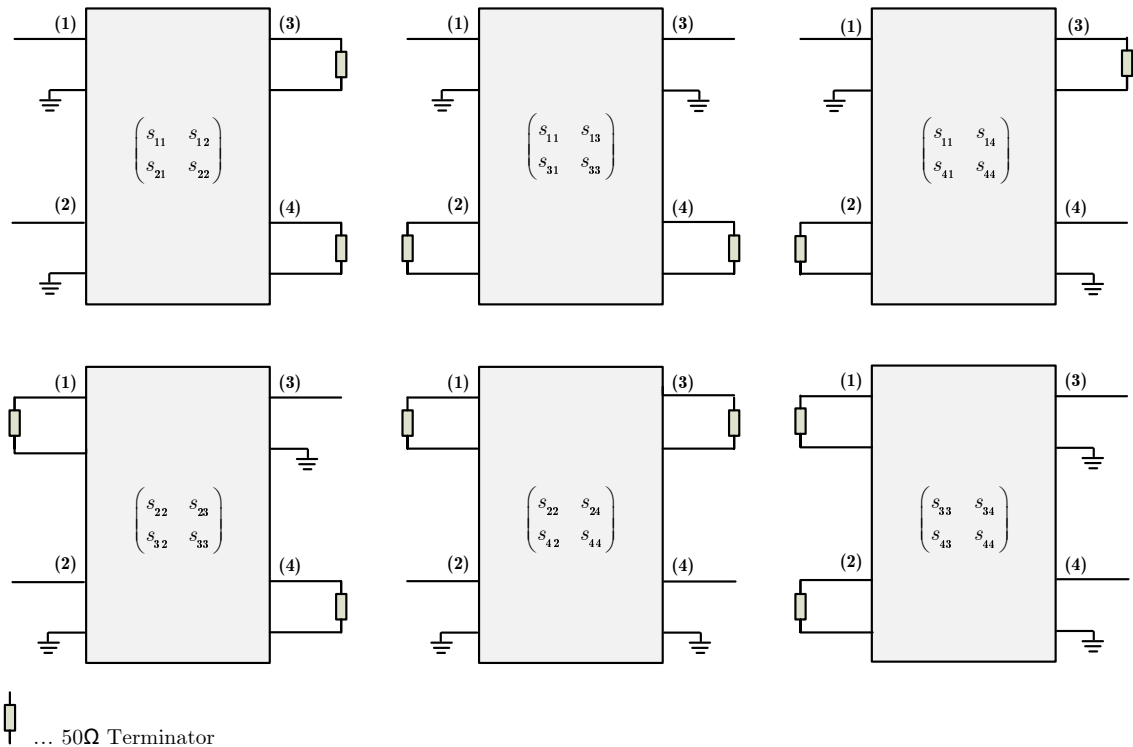 (1) (3) (1) (3) (1) (3)
s11 s12 s11 s13 s11 s14
s21 s22 s31 s33 s41 s44
(2) (4) (2) (4) (2) (4)
(1) (3) (1) (3) (1) (3)
s22 s23 s22 s24 s33 s34
s32 s33 s42 s44 s43 s44
(2) (4) (2) (4) (2) (4)
... 50Ω Terminator